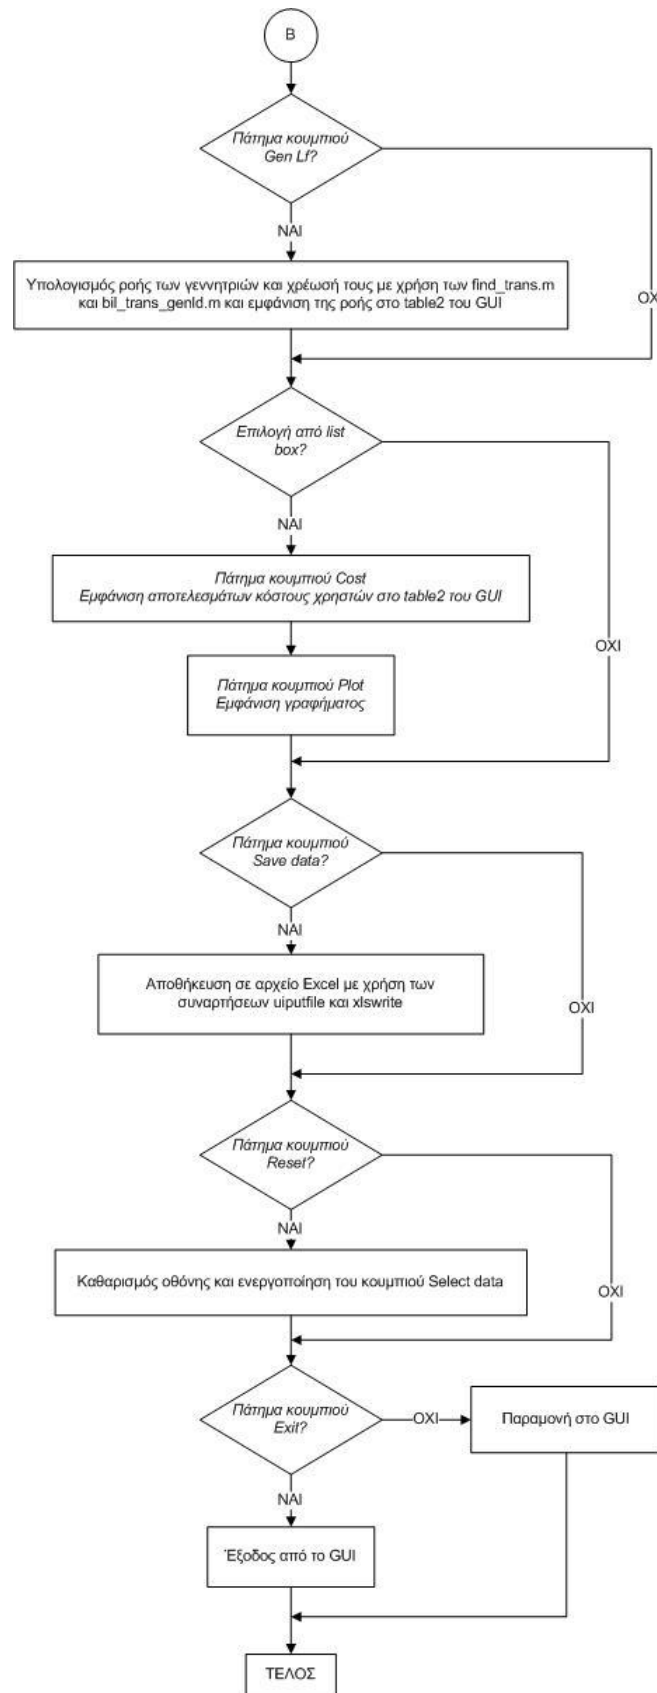 B
Πάτημα κουμπιού
Gen Lf?
ΝΑΙ
Υπολογισμός ροής των γεννητριών και χρέωσή τους με χρήση των find_trans.m
και bil_trans_genld.m και εμφάνιση της ροής στο table2 του GUI
ΟΧΙ
Επιλογή από list
box?
ΝΑΙ
Πάτημα κουμπιού Cost
Εμφάνιση αποτελεσμάτων κόστους χρηστών στο table2 του GUI
ΟΧΙ
Πάτημα κουμπιού Plot
Εμφάνιση γραφήματος
Πάτημα κουμπιού
Save data?
ΝΑΙ
Αποθήκευση σε αρχείο Excel με χρήση των
συναρτήσεων uiputfile και xlswrite
ΟΧΙ
Πάτημα κουμπιού
Reset?
ΝΑΙ
Καθαρισμός οθόνης και ενεργοποίηση του κουμπιού Select data
ΟΧΙ
Πάτημα κουμπιού
Exit?
ΟΧΙ
Παραμονή στο GUI
ΝΑΙ
Έξοδος από το GUI
ΤΕΛΟΣ